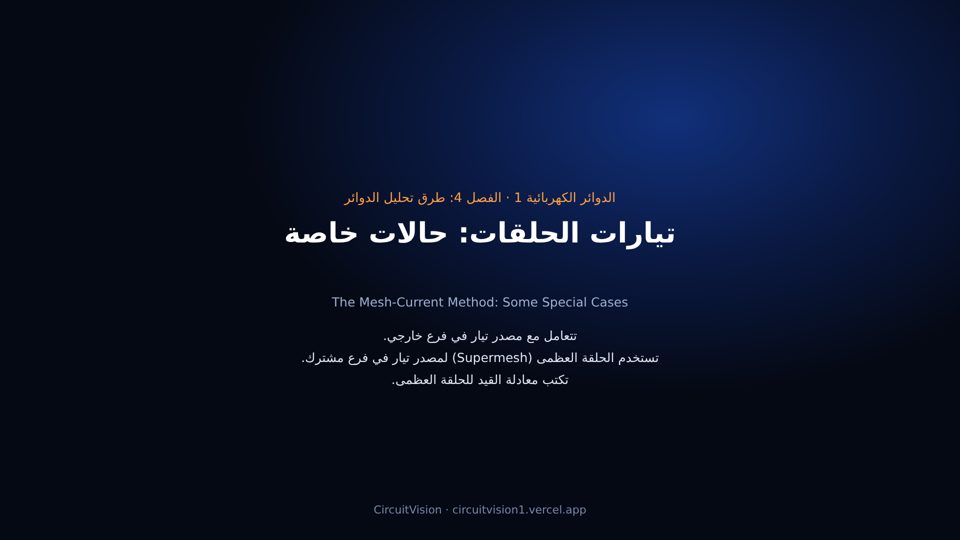 الدوائر الكهربائية 1 · الفصل 4: طرق تحليل الدوائر
تيارات الحلقات: حالات خاصة
The Mesh-Current Method: Some Special Cases
تتعامل مع مصدر تيار في فرع خارجي.
تستخدم الحلقة العظمى (Supermesh) لمصدر تيار في فرع مشترك.
تكتب معادلة القيد للحلقة العظمى.
CircuitVision · circuitvision1.vercel.app